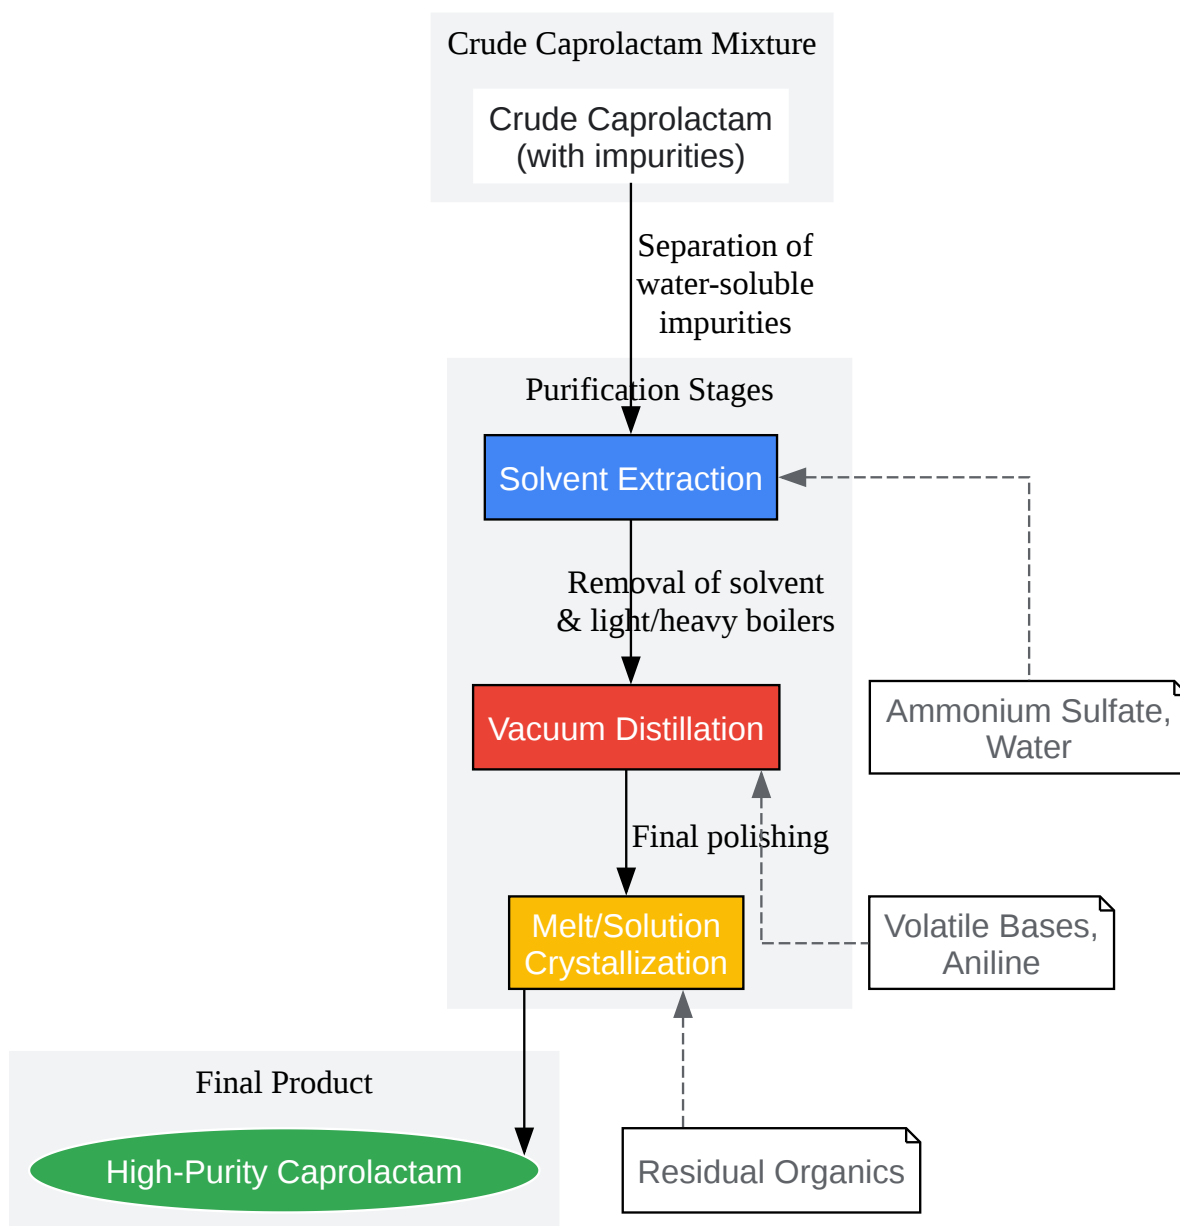 Crude Caprolactam Mixture
Crude Caprolactam
(with impurities)
Separation of
water-soluble
impurities
Purification Stages
Solvent Extraction
Removal of solvent
& light/heavy boilers
Vacuum Distillation
Ammonium Sulfate,
Water
Final polishing
Melt/Solution
Crystallization
Volatile Bases,
Aniline
Final Product
High-Purity Caprolactam
Residual Organics